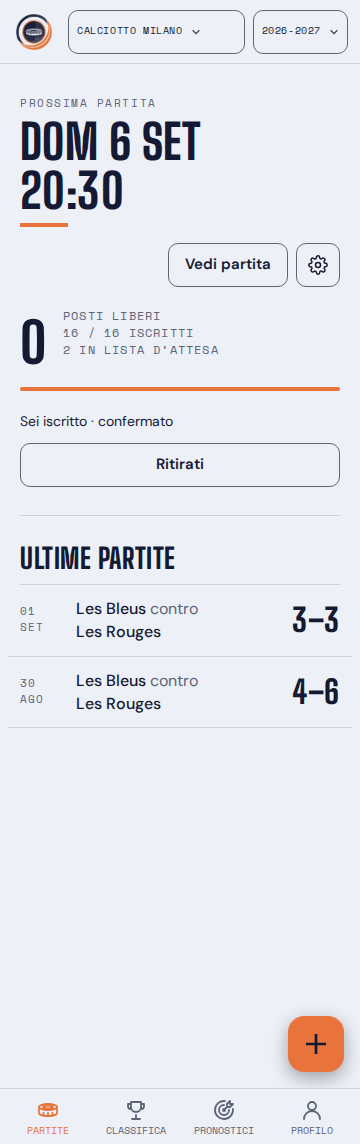 CALCIOTTO MILANO
2026-2027
PROSSIMA PARTITA
DOM 6 SET
20:30
Vedi partita
0
POSTI LIBERI
16 / 16 ISCRITTI
2 IN LISTA D'ATTESA
Sei iscritto · confermato
Ritirati
ULTIME PARTITE
01
SET
Les Bleus contro
Les Rouges
3–3
30
AGO
Les Bleus contro
Les Rouges
4–6
PARTITE
CLASSIFICA
PRONOSTICI
PROFILO